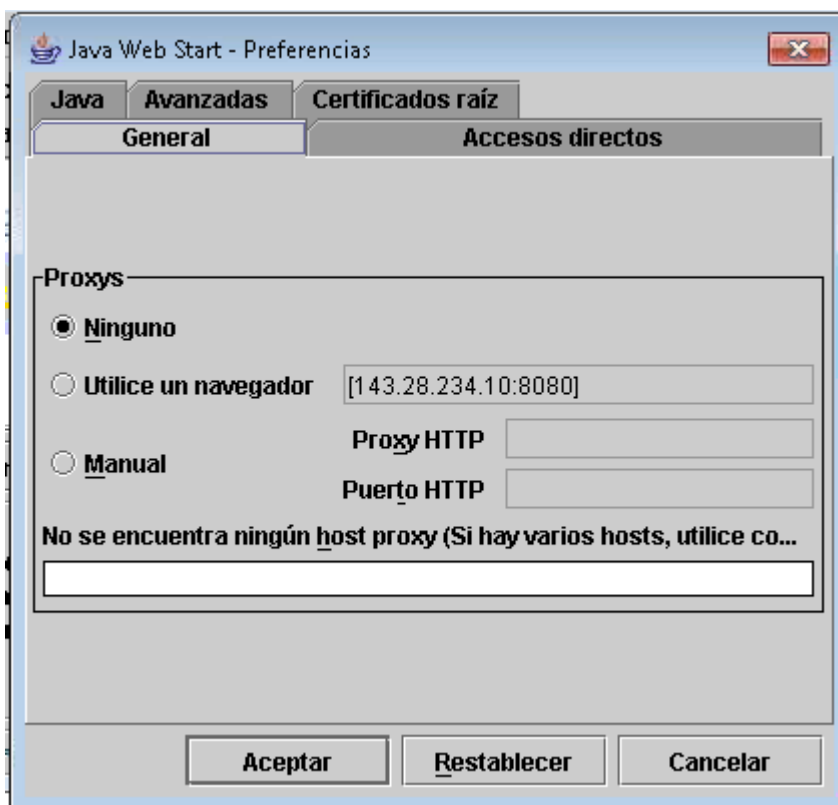 Java Web Start - Preferencias
Java Avanzadas Certificados raíz
General Accesos directos
Proxys
Ninguno
Utilice un navegador [143.28.234.10:8080]
Proxy HTTP
Manual
Puerto HTTP
No se encuentra ningún host proxy (Si hay varios hosts, utilice co...
Aceptar Restablecer Cancelar